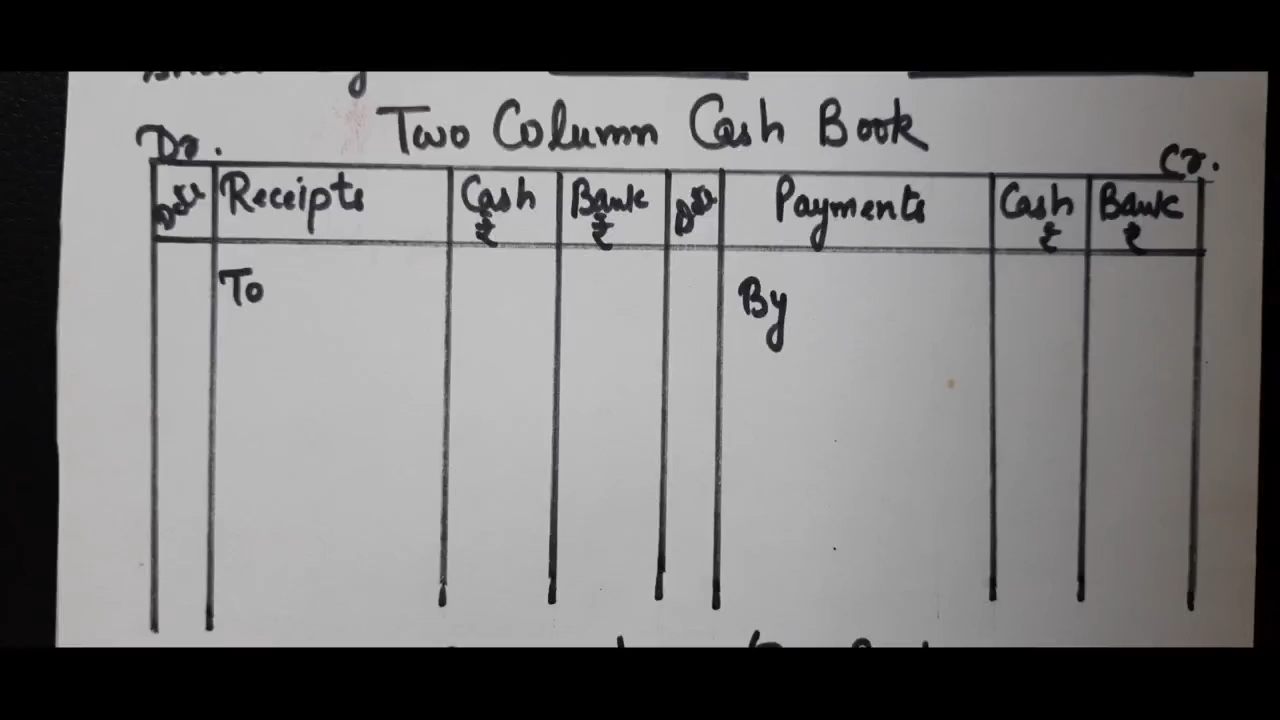 Two Column Cash Book
Dr. Cr.
Receipts Cash Bank Payments Cash Bank
₹ ₹ ₹ ₹
To By